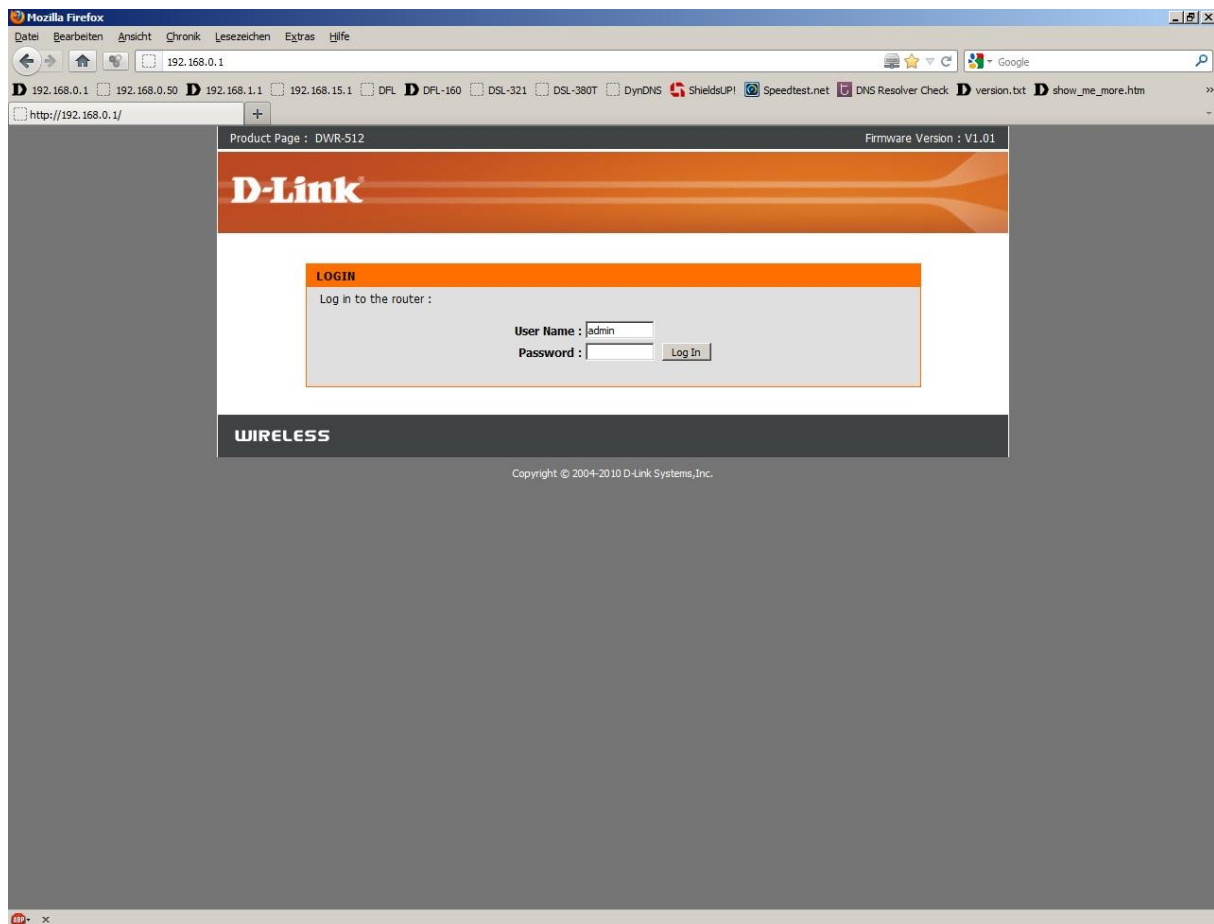 Mozilla Firefox
Datei Bearbeiten Ansicht Chronik Lesezeichen Extras Hilfe
192.168.0.1 Google
192.168.0.1 192.168.0.50 192.168.1.1 192.168.15.1 DFL DFL-160 DSL-321 DSL-380T DynDNS ShieldsUP! Speedtest.net DNS Resolver Check version.txt show_me_more.htm »
http://192.168.0.1/ +
Product Page : DWR-512 Firmware Version : V1.01
D-Link®
LOGIN
Log in to the router :
User Name : admin
Password : Log In
WIRELESS
Copyright © 2004-2010 D-Link Systems,Inc.
ABP